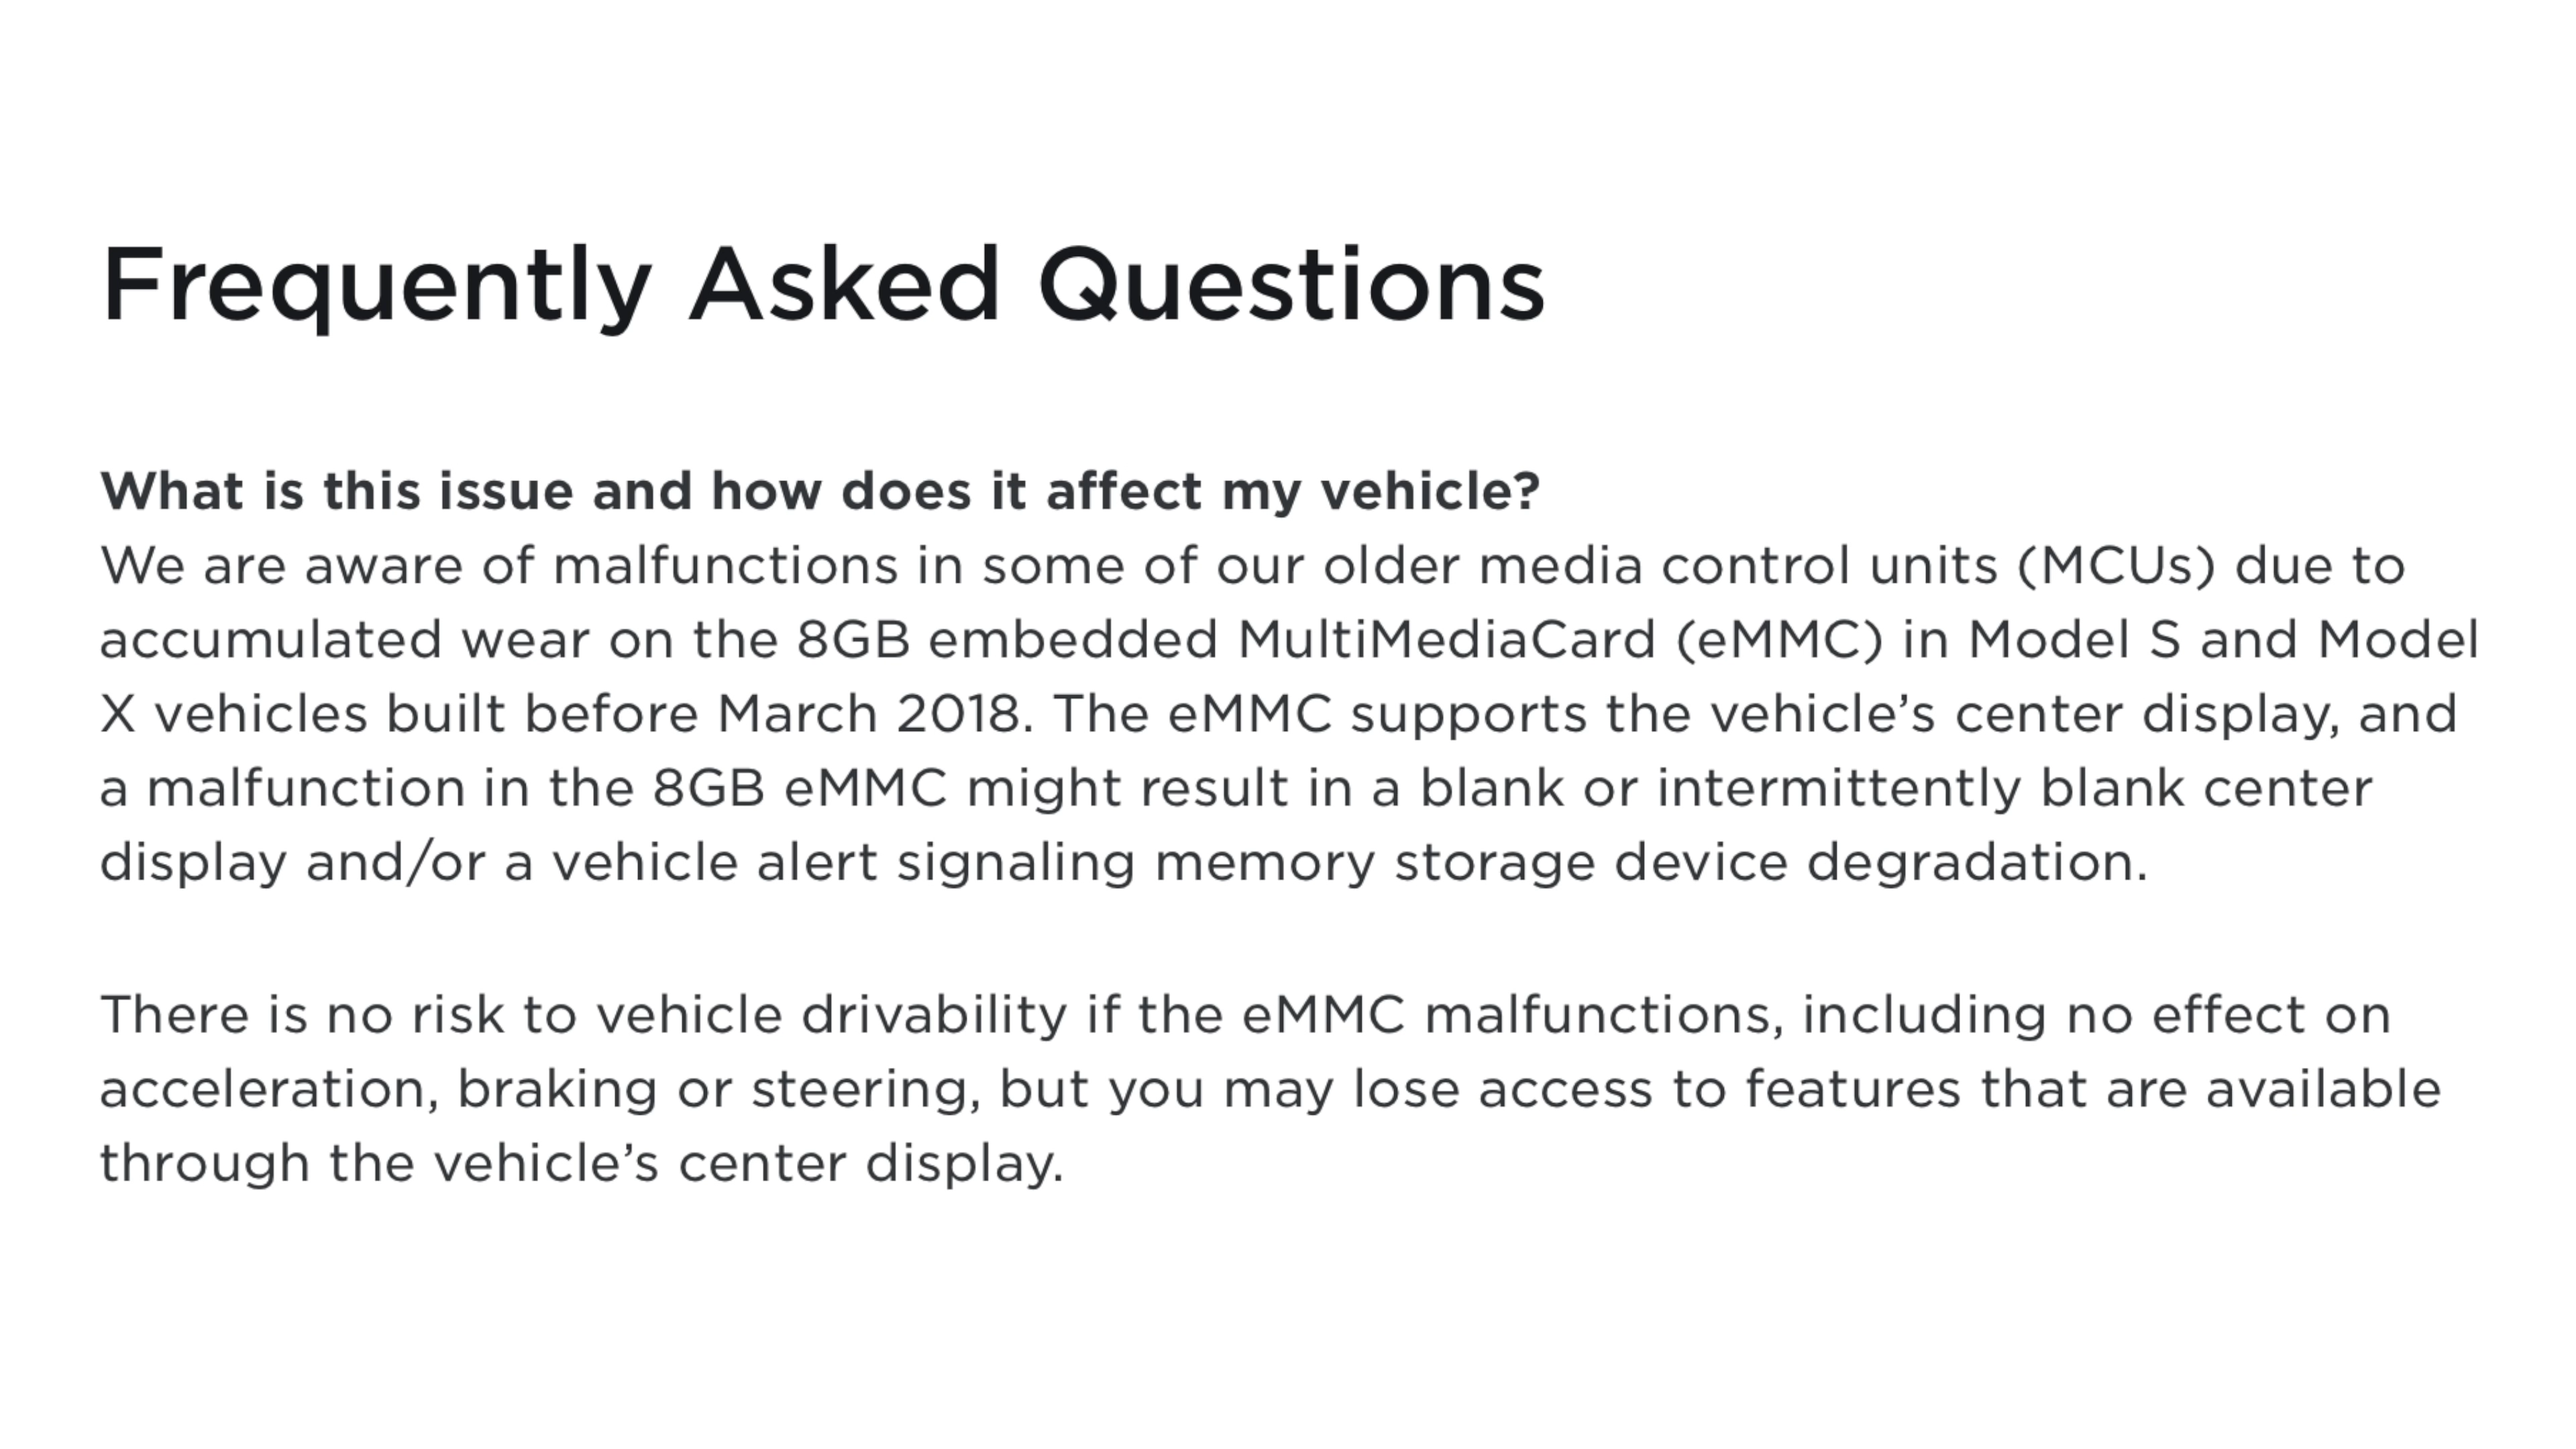 Frequently Asked Questions
What is this issue and how does it affect my vehicle?
We are aware of malfunctions in some of our older media control units (MCUs) due to
accumulated wear on the 8GB embedded MultiMediaCard (eMMC) in Model S and Model
X vehicles built before March 2018. The eMMC supports the vehicle’s center display, and
a malfunction in the 8GB eMMC might result in a blank or intermittently blank center
display and/or a vehicle alert signaling memory storage device degradation.
There is no risk to vehicle drivability if the eMMC malfunctions, including no effect on
acceleration, braking or steering, but you may lose access to features that are available
through the vehicle’s center display.